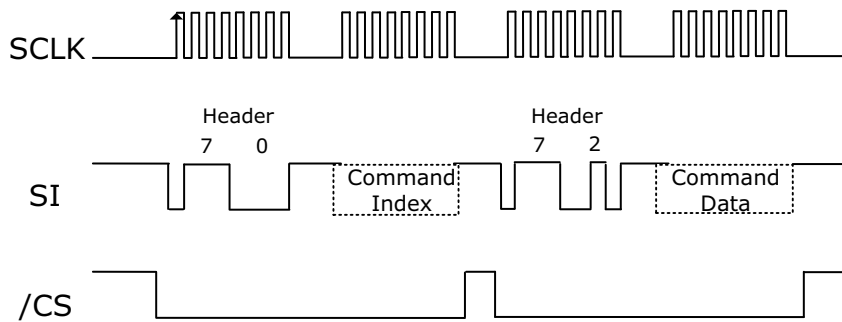 SCLK
Header
7 0
Header
7 2
SI
Command
Index
Command
Data
/CS